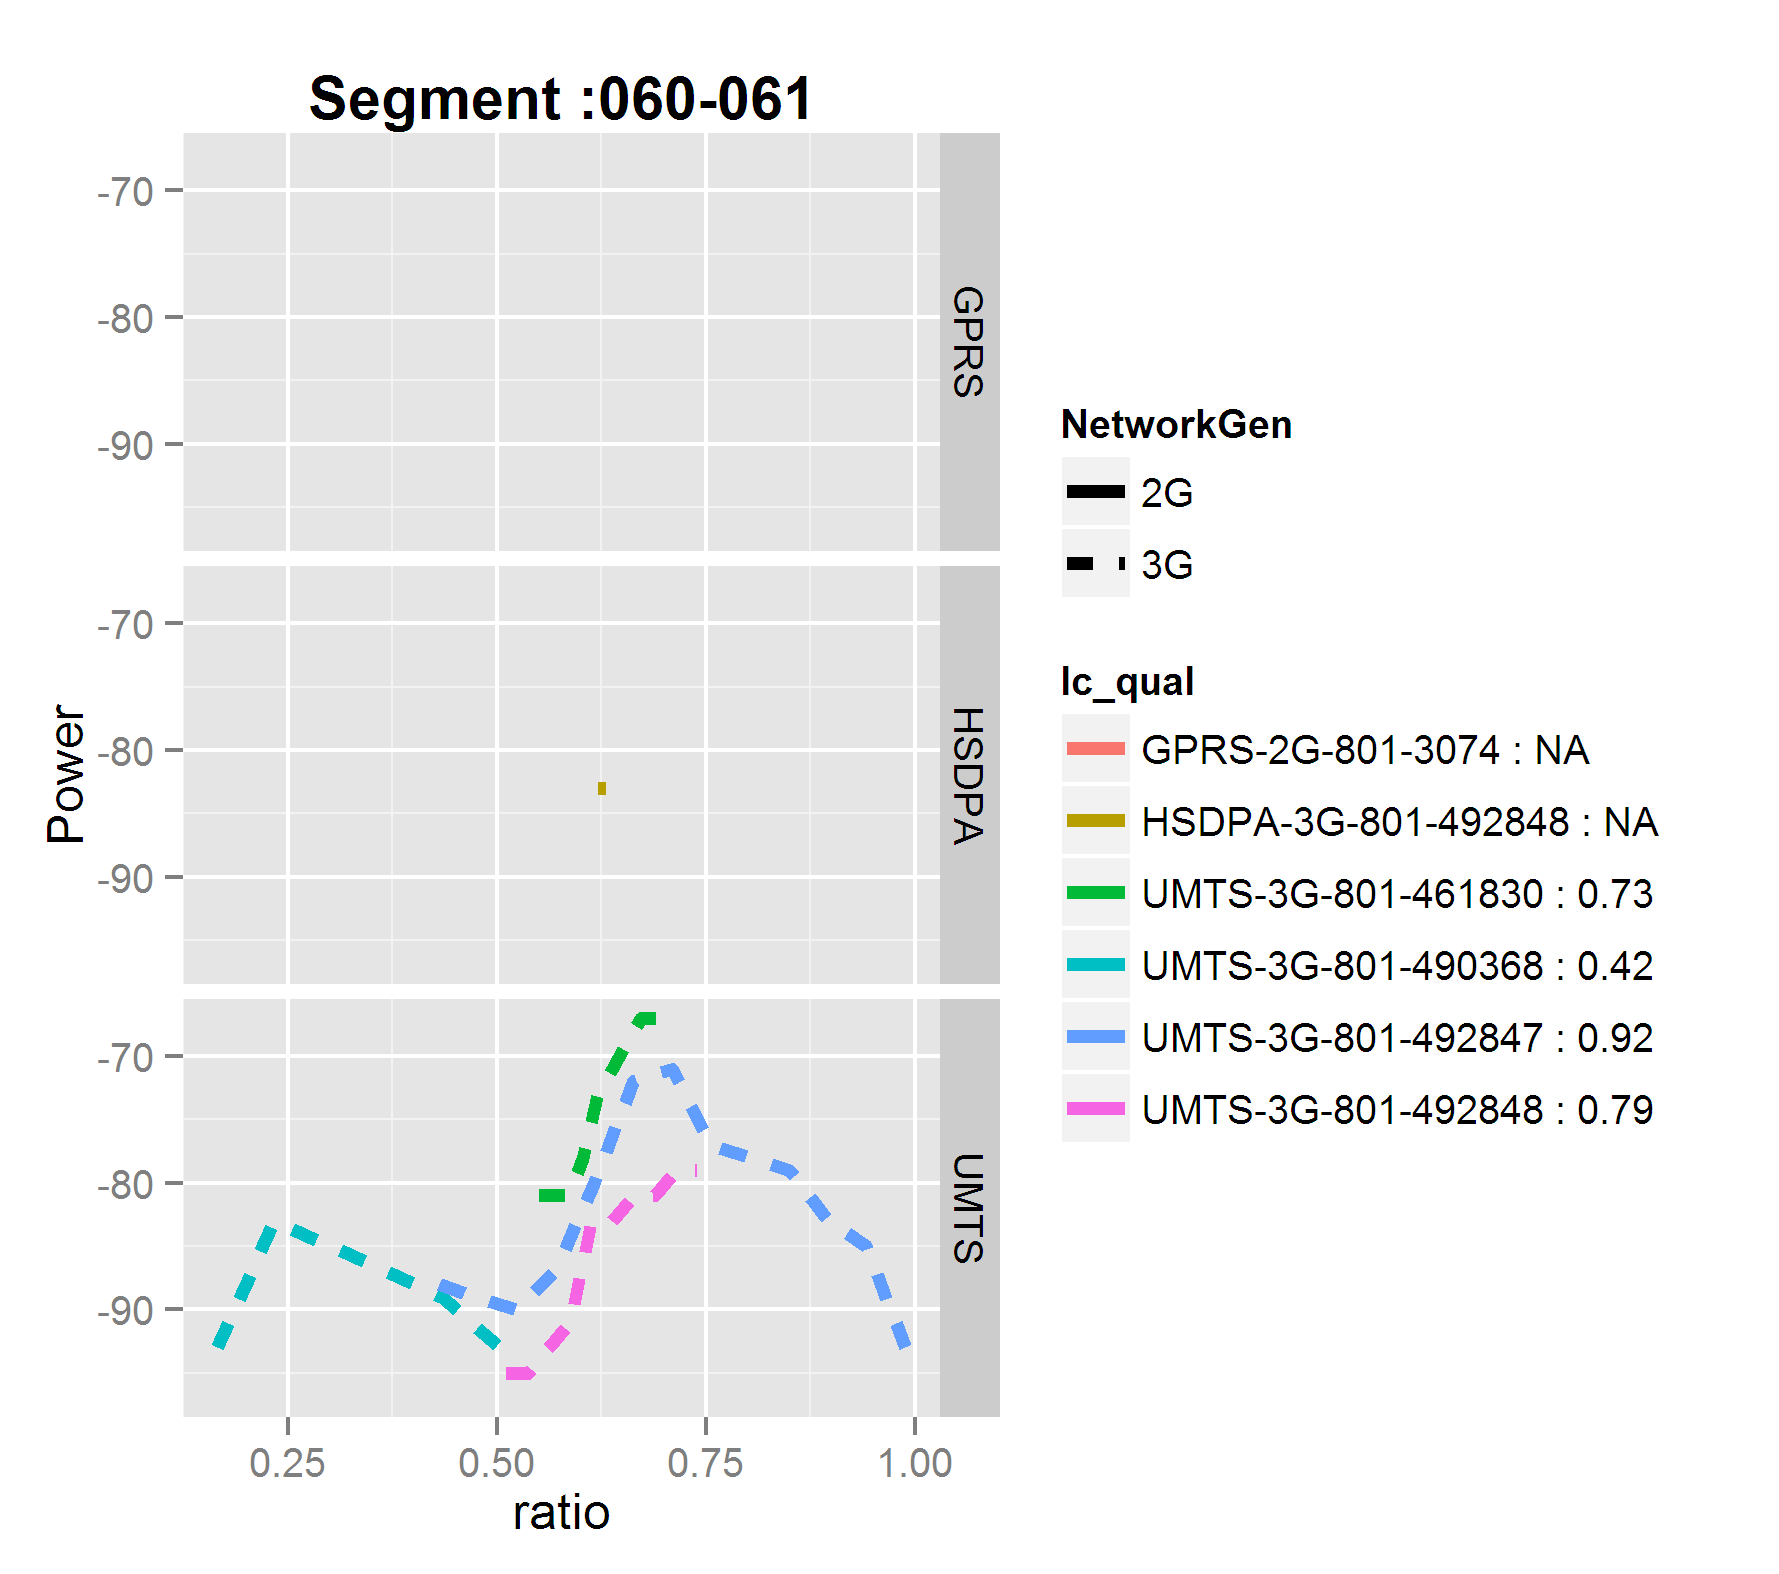 Segment :060-061
-70
-80
-90
GPRS
-70
-80
-90
HSDPA
-70
-80
-90
UMTS
Power
0.25 0.50 0.75 1.00
ratio
NetworkGen
2G
3G
lc_qual
GPRS-2G-801-3074 : NA
HSDPA-3G-801-492848 : NA
UMTS-3G-801-461830 : 0.73
UMTS-3G-801-490368 : 0.42
UMTS-3G-801-492847 : 0.92
UMTS-3G-801-492848 : 0.79